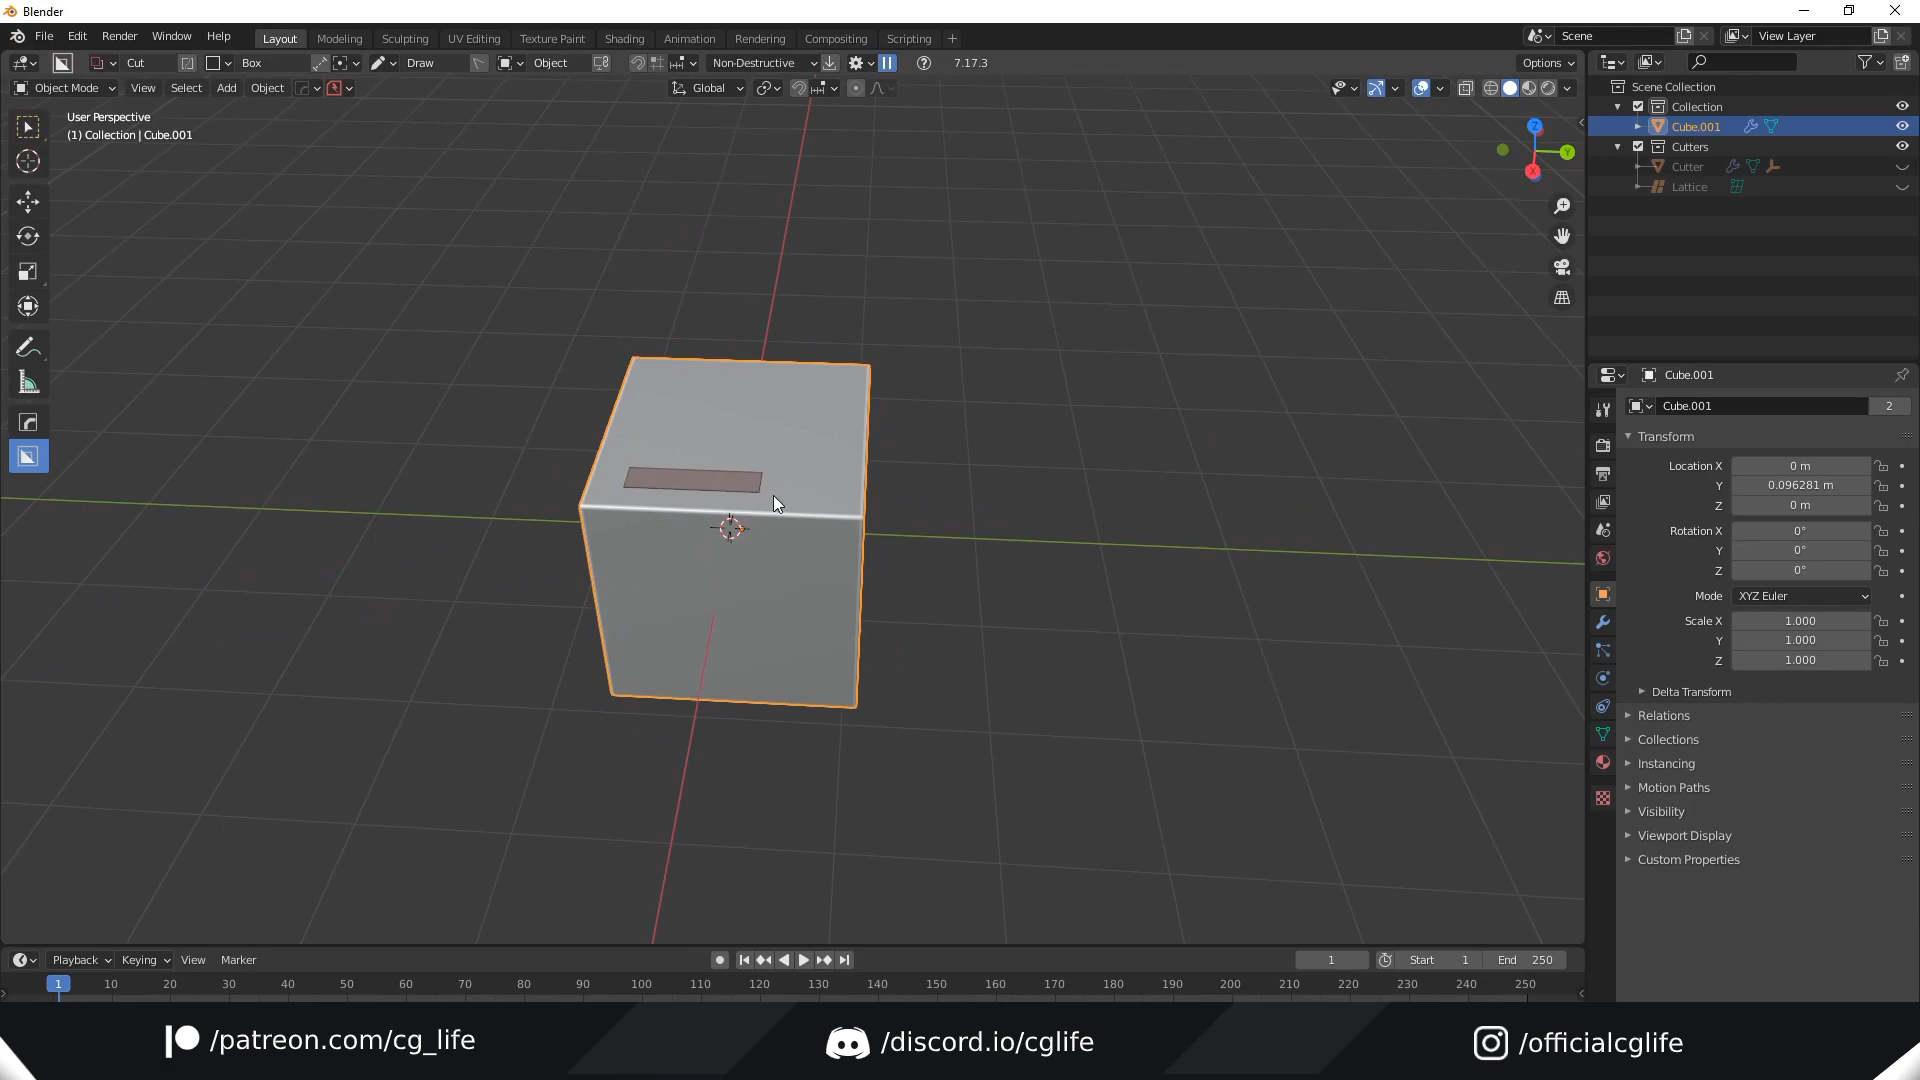 Blender
File Edit Render Window Help
Layout Modeling Sculpting UV Editing Texture Paint Shading Animation Rendering Compositing Scripting +
Scene
View Layer
Cut Box Draw Object Non-Destructive 7.17.3 Options
Object Mode View Select Add Object Global
User Perspective
(1) Collection | Cube.001
Z
Y
X
Scene Collection
Collection
Cube.001
Cutters
Cutter
Lattice
Cube.001
Cube.001 2
Transform
Location X 0 m
Y 0.096281 m
Z 0 m
Rotation X 0°
Y 0°
Z 0°
Mode XYZ Euler
Scale X 1.000
Y 1.000
Z 1.000
Delta Transform
Relations
Collections
Instancing
Motion Paths
Visibility
Viewport Display
Custom Properties
Playback Keying View Marker 1 Start 1 End 250
1 10 20 30 40 50 60 70 80 90 100 110 120 130 140 150 160 170 180 190 200 210 220 230 240 250
/patreon.com/cg_life /discord.io/cglife /officialcglife